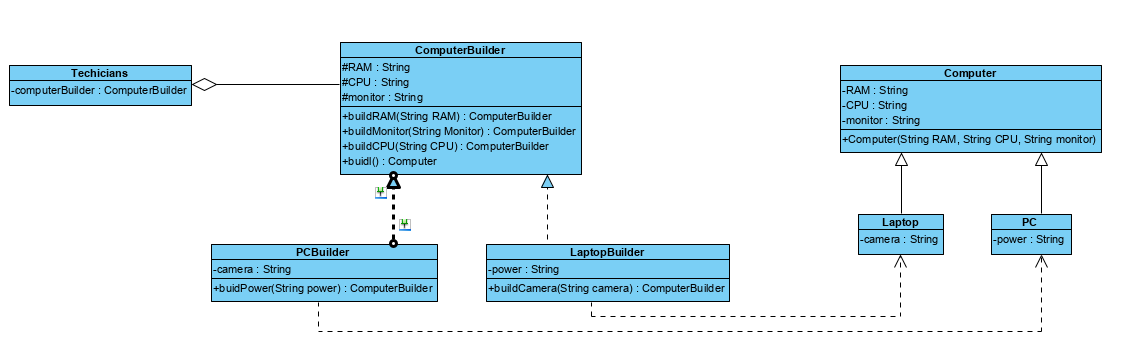 Techicians
-computerBuilder : ComputerBuilder
ComputerBuilder
#RAM : String
#CPU : String
#monitor : String
+buildRAM(String RAM) : ComputerBuilder
+buildMonitor(String Monitor) : ComputerBuilder
+buildCPU(String CPU) : ComputerBuilder
+buidl() : Computer
Computer
-RAM : String
-CPU : String
-monitor : String
+Computer(String RAM, String CPU, String monitor)
PCBuilder
-camera : String
+buidPower(String power) : ComputerBuilder
LaptopBuilder
-power : String
+buildCamera(String camera) : ComputerBuilder
Laptop
-camera : String
PC
-power : String